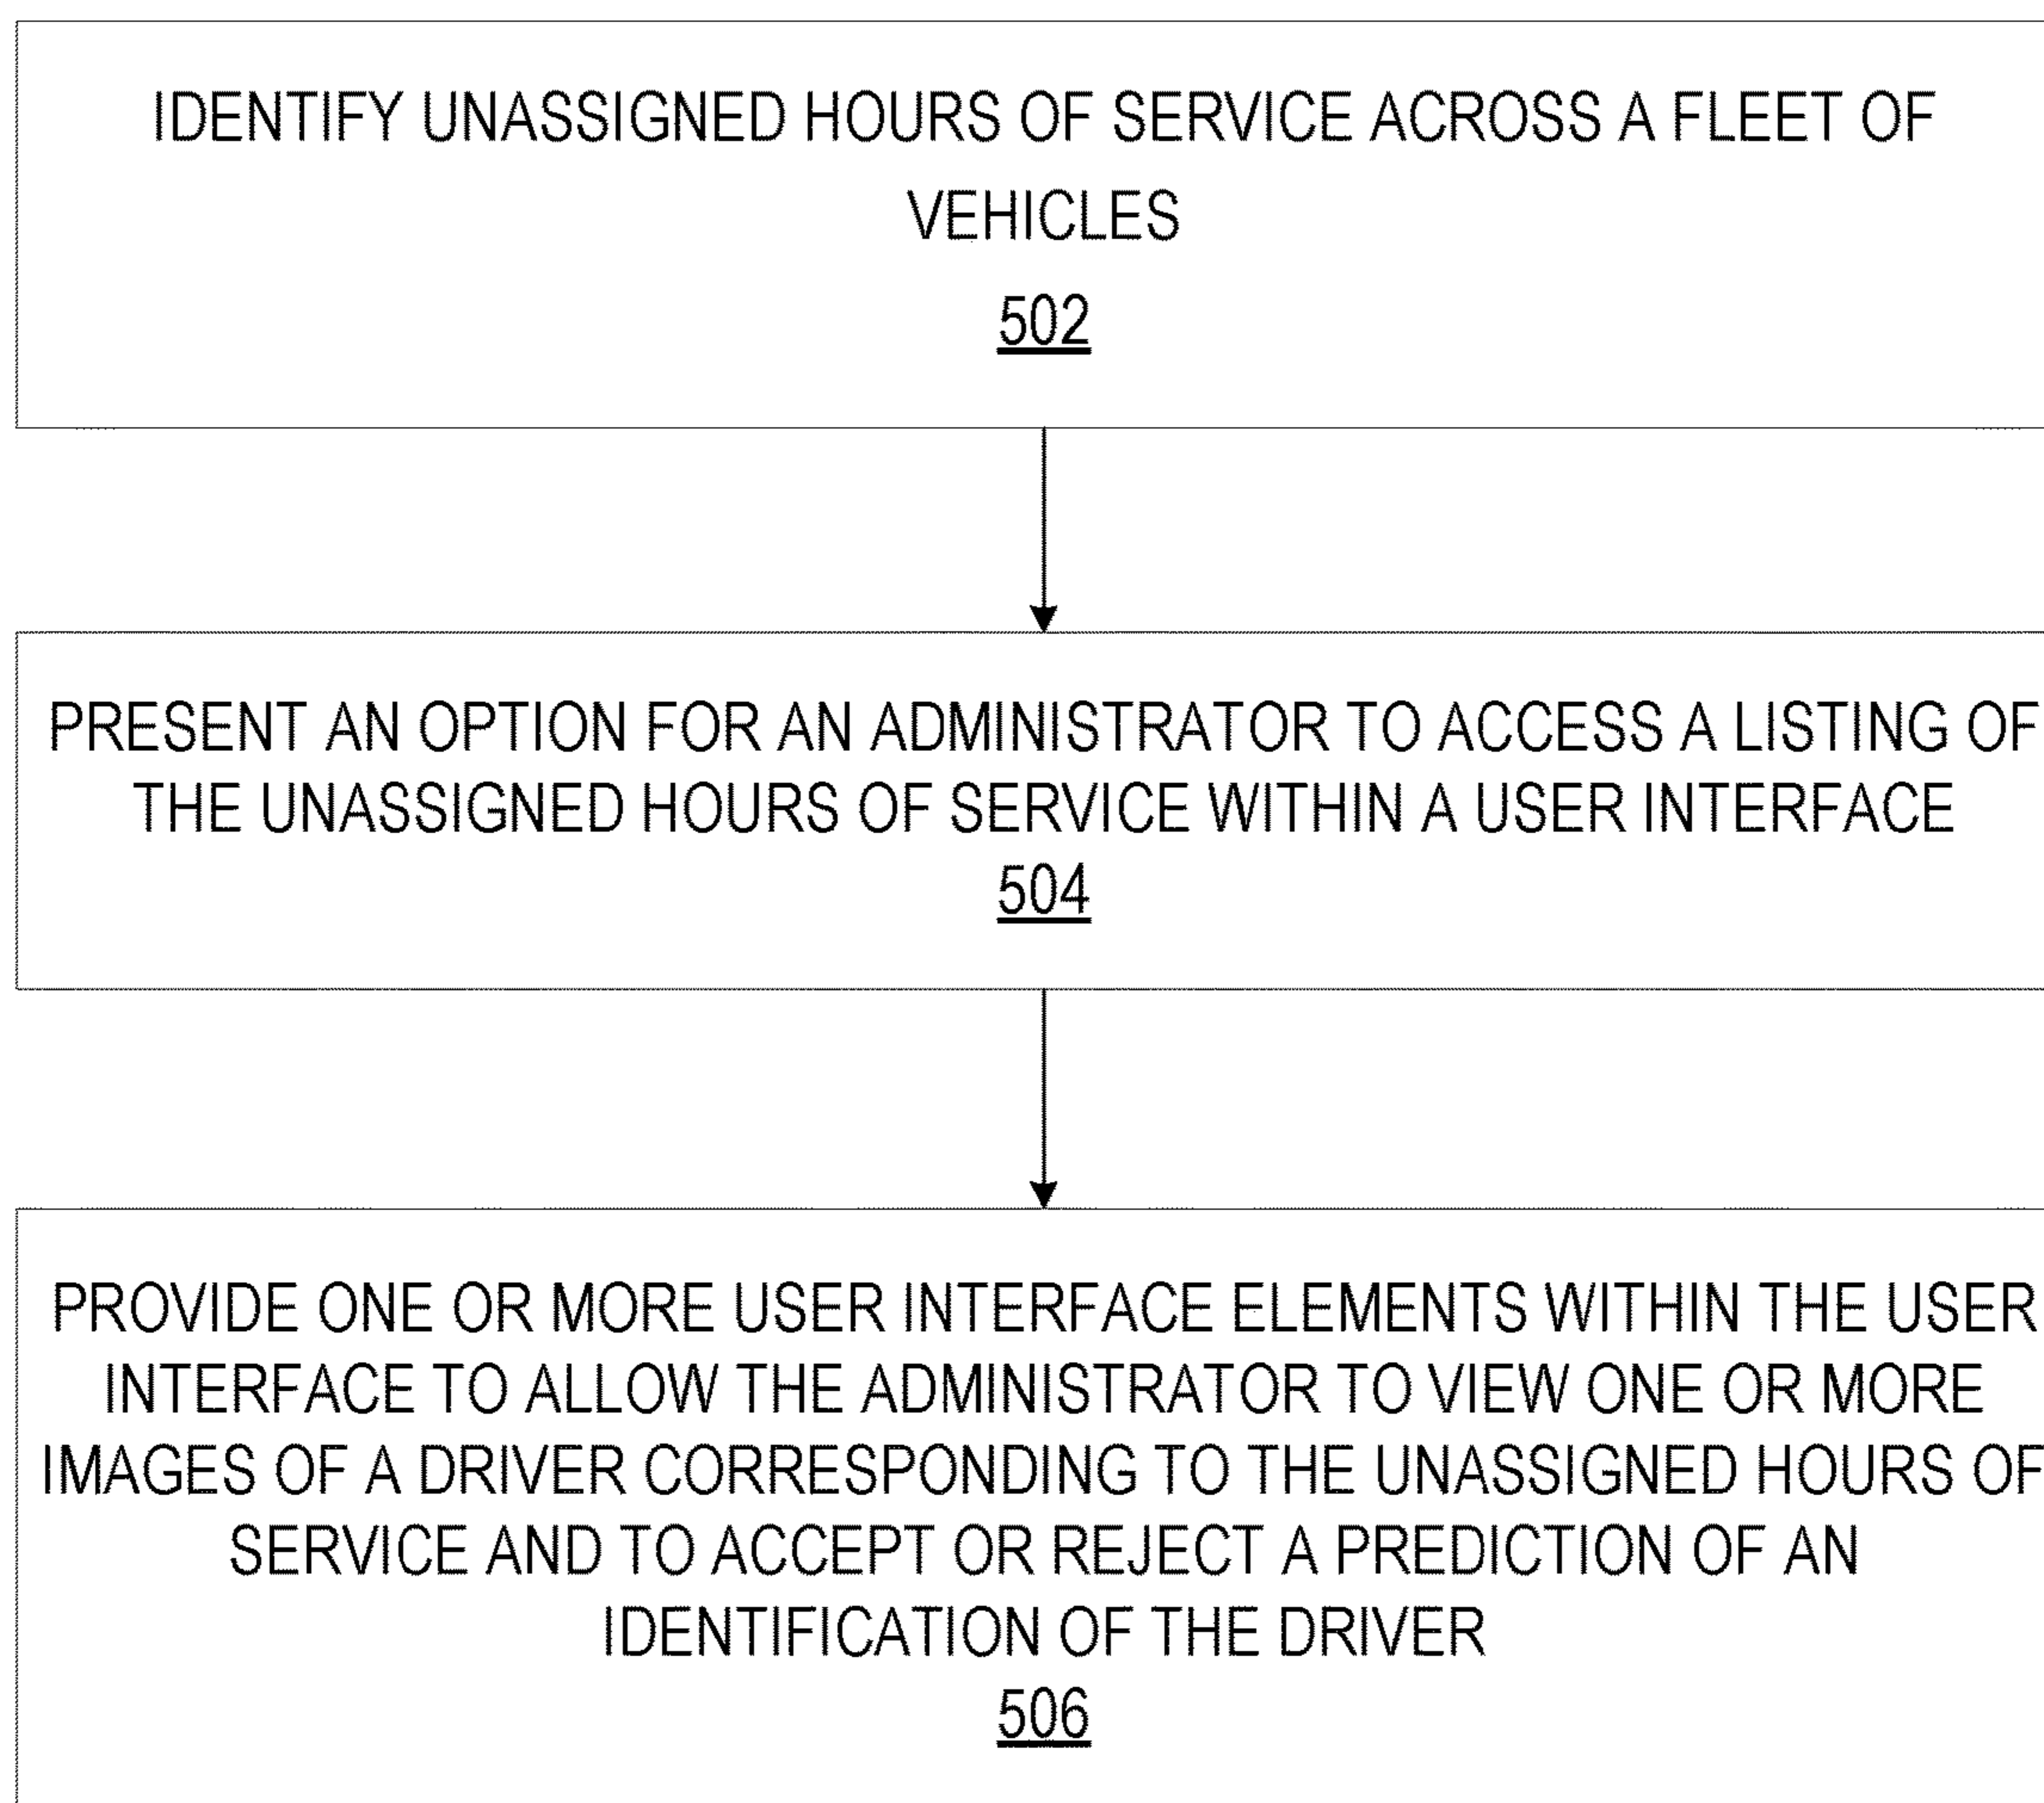 IDENTIFY UNASSIGNED HOURS OF SERVICE ACROSS A FLEET OF
VEHICLES
502
PRESENT AN OPTION FOR AN ADMINISTRATOR TO ACCESS A LISTING OF
THE UNASSIGNED HOURS OF SERVICE WITHIN A USER INTERFACE
504
PROVIDE ONE OR MORE USER INTERFACE ELEMENTS WITHIN THE USER
INTERFACE TO ALLOW THE ADMINISTRATOR TO VIEW ONE OR MORE
IMAGES OF A DRIVER CORRESPONDING TO THE UNASSIGNED HOURS OF
SERVICE AND TO ACCEPT OR REJECT A PREDICTION OF AN
IDENTIFICATION OF THE DRIVER
506